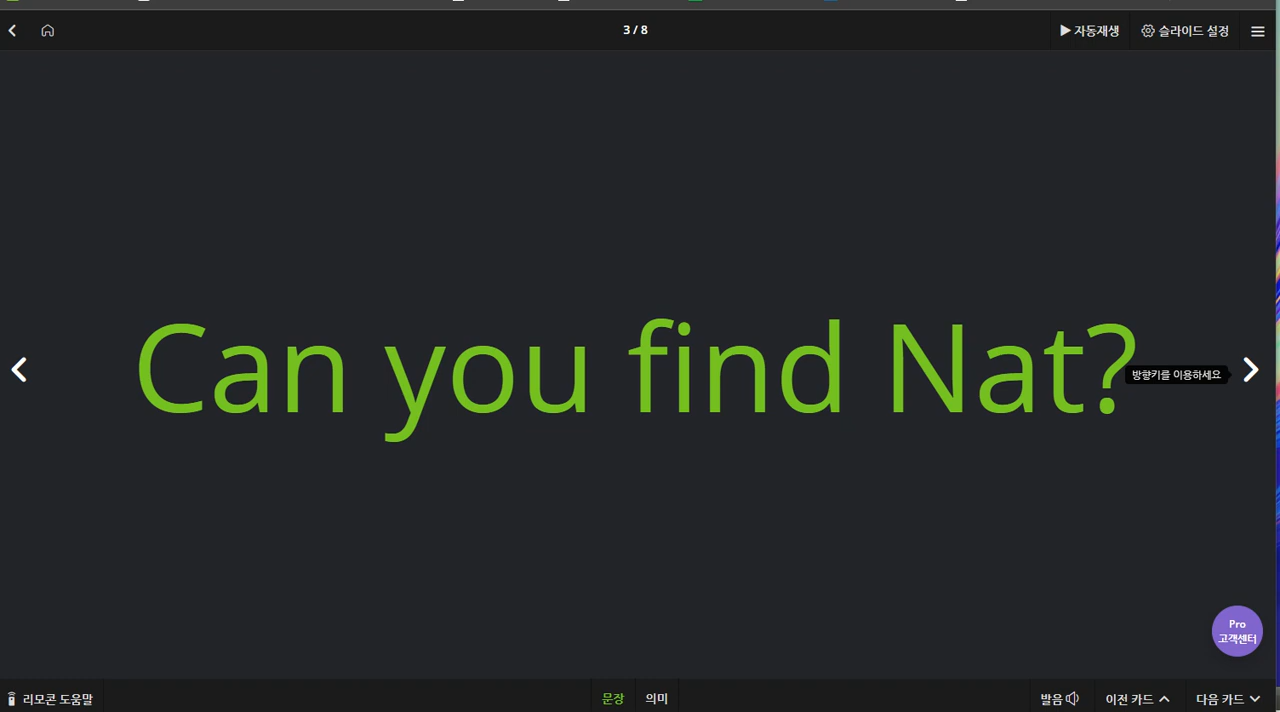 3 / 8
자동재생
슬라이드 설정
Can you find Nat?
방향키를 이용하세요
Pro
고객센터
리모콘 도움말
문장
의미
발음
이전 카드
다음 카드